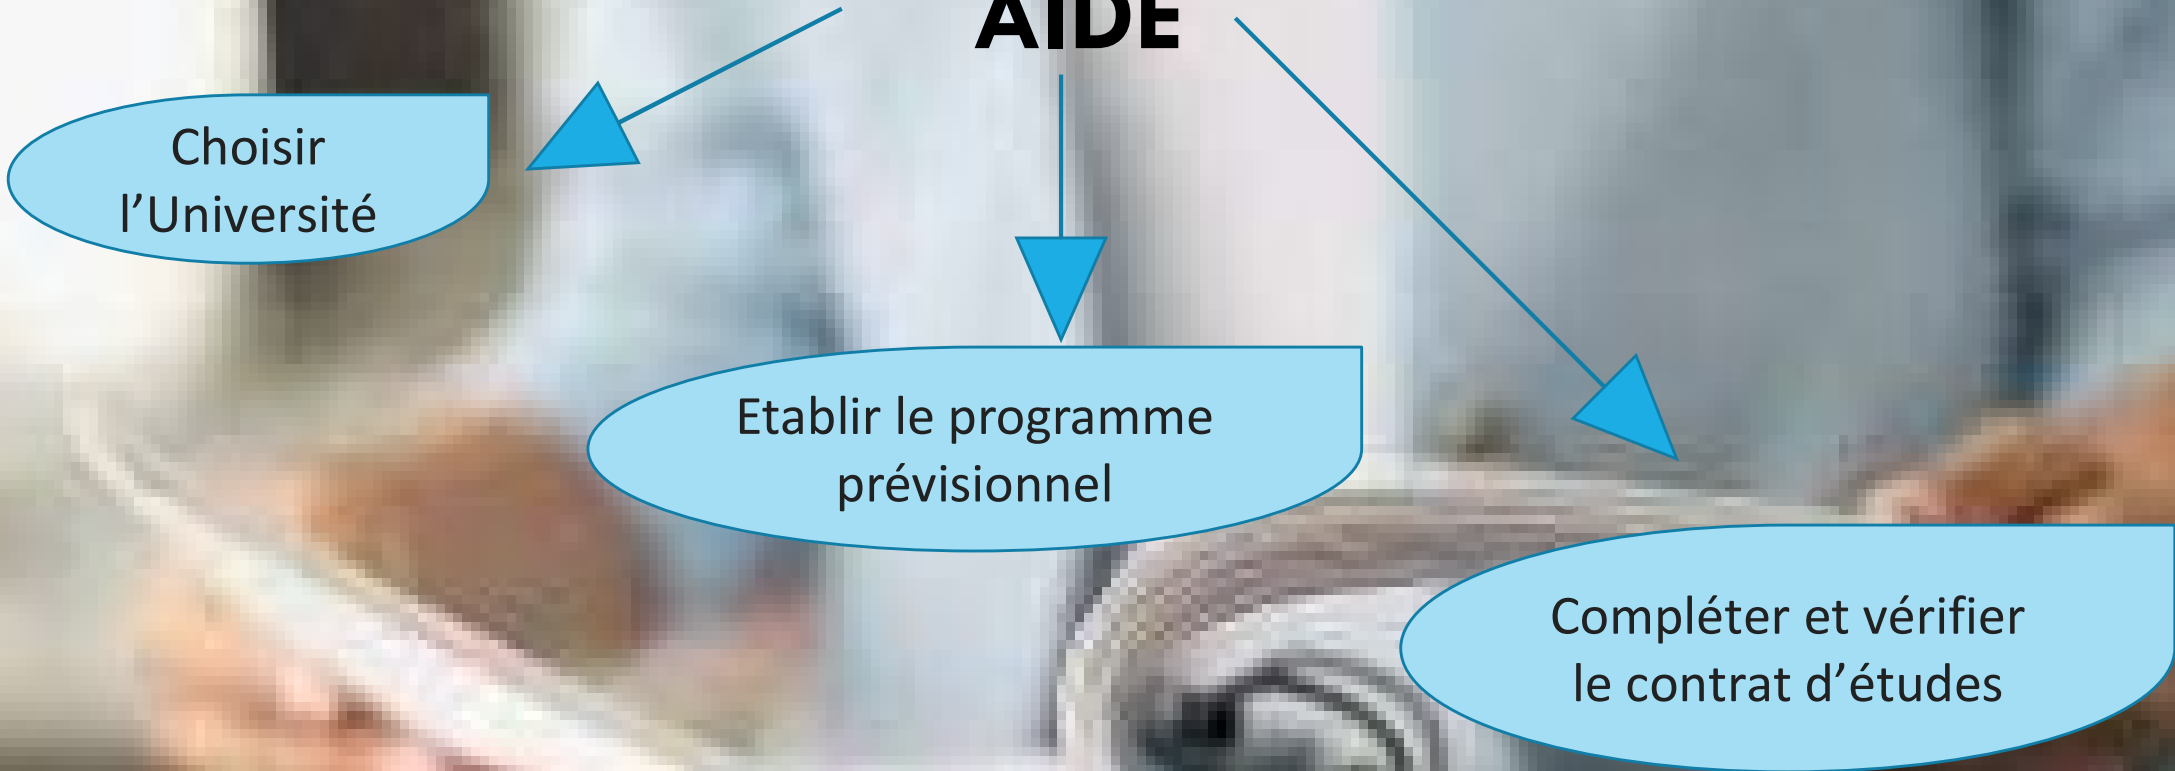 AIDE
Choisir
l’Université
Etablir le programme
prévisionnel
Compléter et vérifier
le contrat d’études